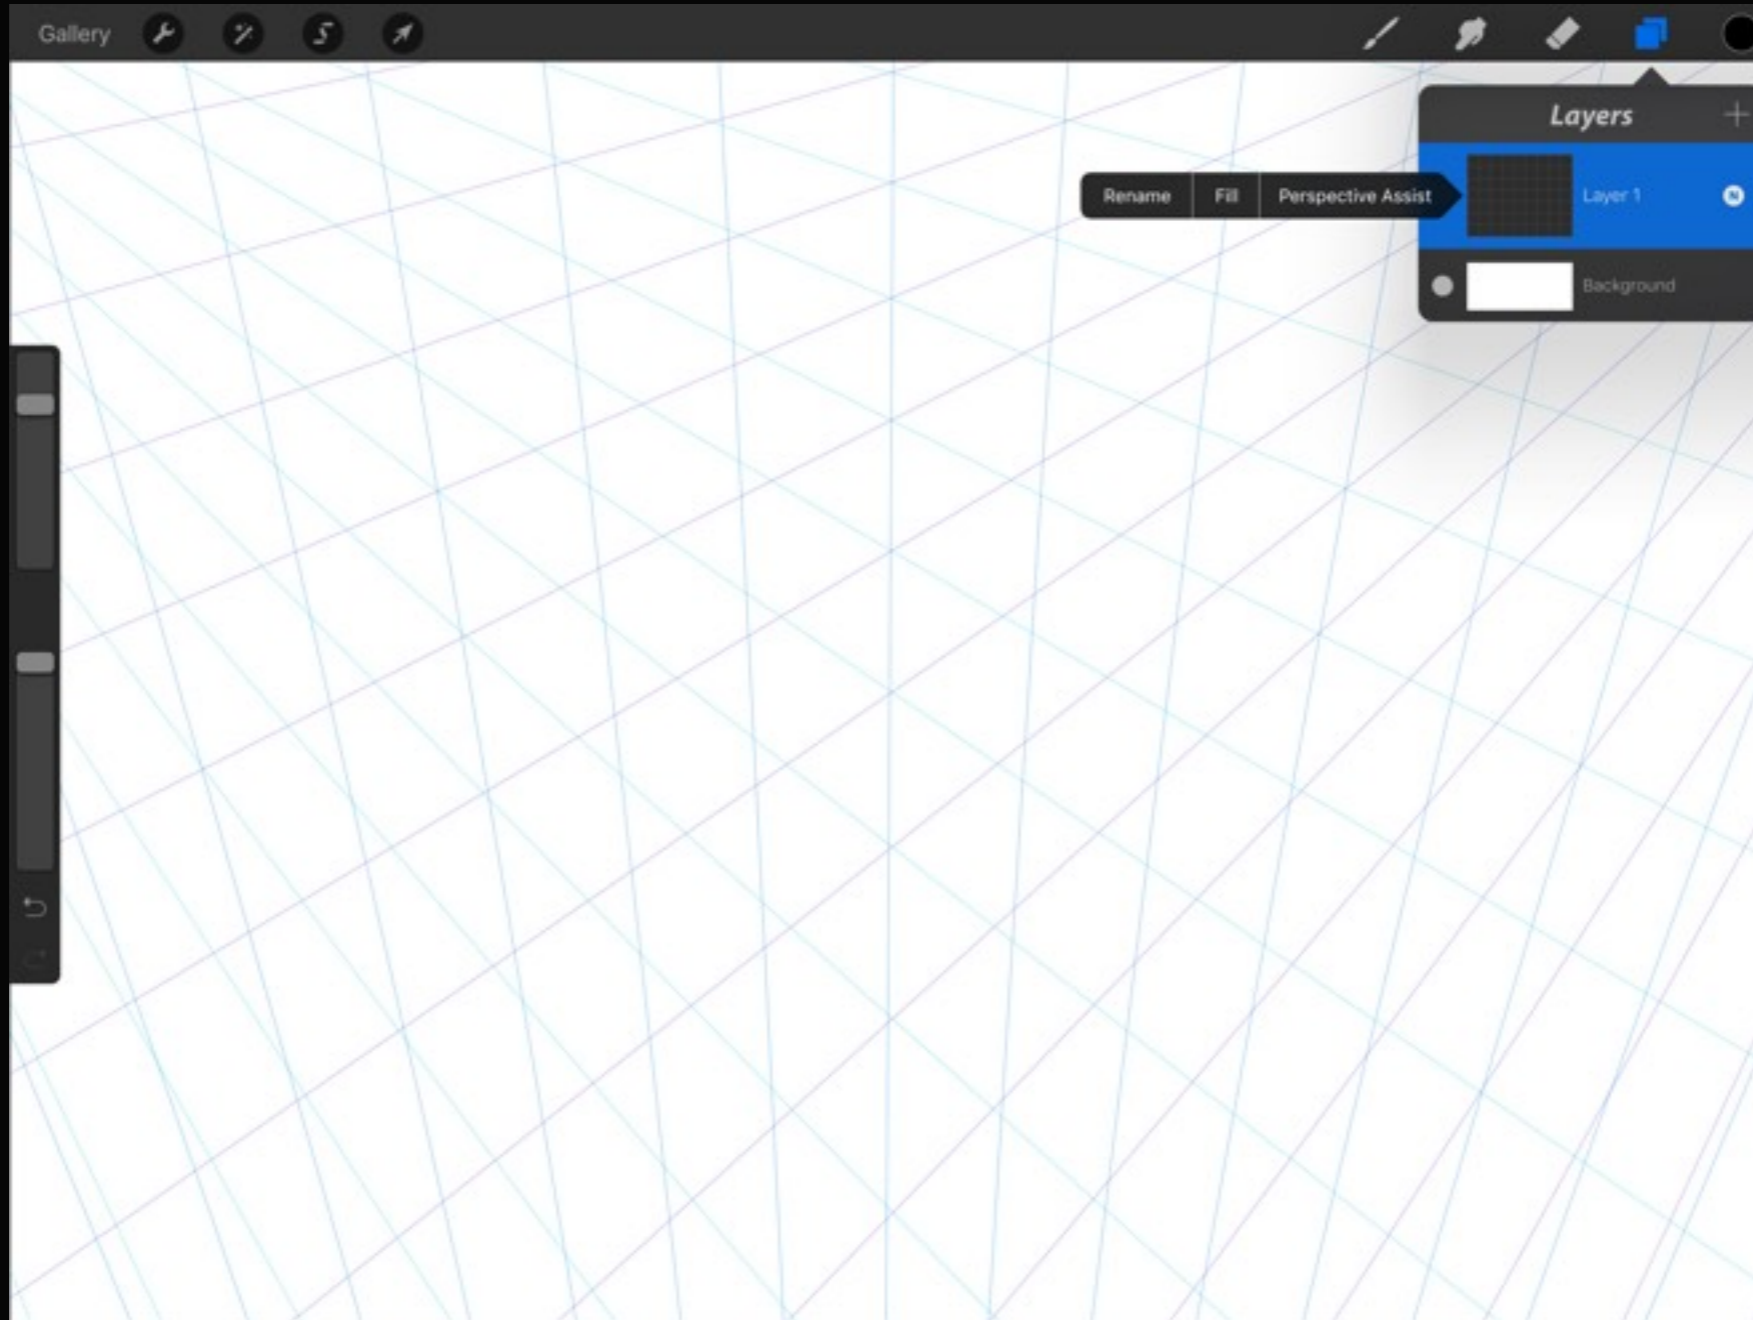 Gallery
Layers
Rename Fill Perspective Assist
Layer 1
N
Background